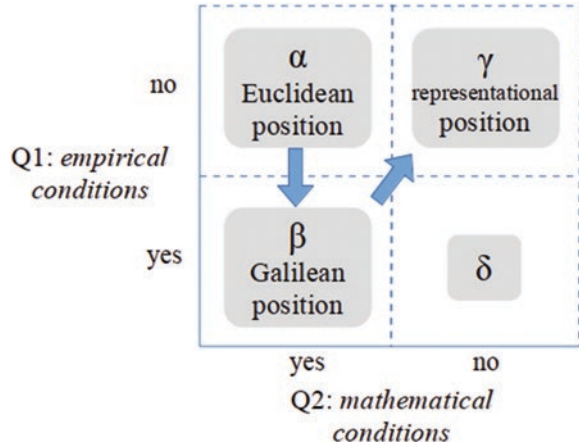 α
Euclidean
position
γ
representational
position
no
Q1: empirical
conditions
yes
β
Galilean
position
δ
yes
no
Q2: mathematical
conditions